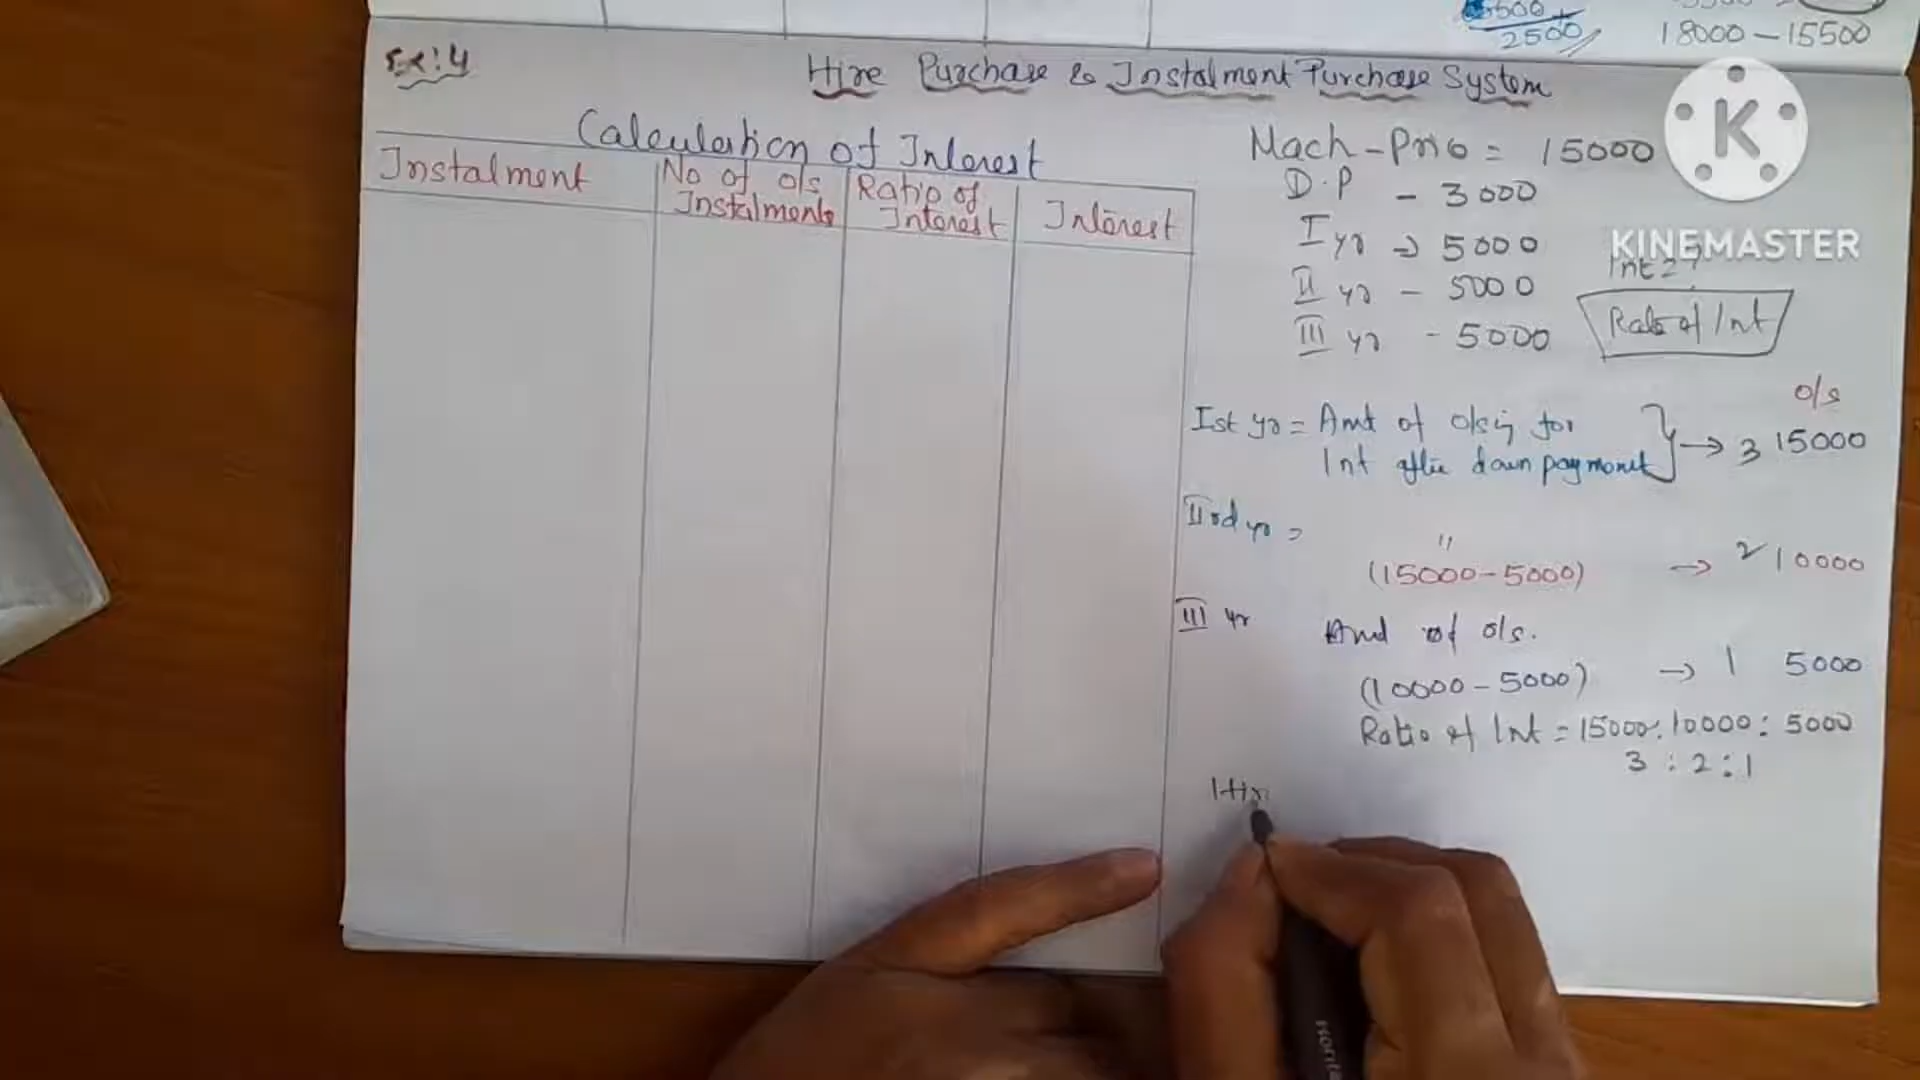 5500
2500
18000 - 15500
Ex: 4
Hire Purchase & Instalment Purchase System
Calculation of Interest
Instalment
No of o/s Instalments
Ratio of Interest
Interest
Mach - Price = 15000
D.P - 3000
I yr → 5000
II yr - 5000
III yr - 5000
K
KINEMASTER
Int = ?
Rate of Int
o/s
Ist yr = Amt of o/s for
Int after down payment → 3 15000
IInd yr =
"
(15000 - 5000) → 2 10000
III yr Amt of o/s.
(10000 - 5000) → 1 5000
Ratio of Int = 15000 : 10000 : 5000
3 : 2 : 1
Hir